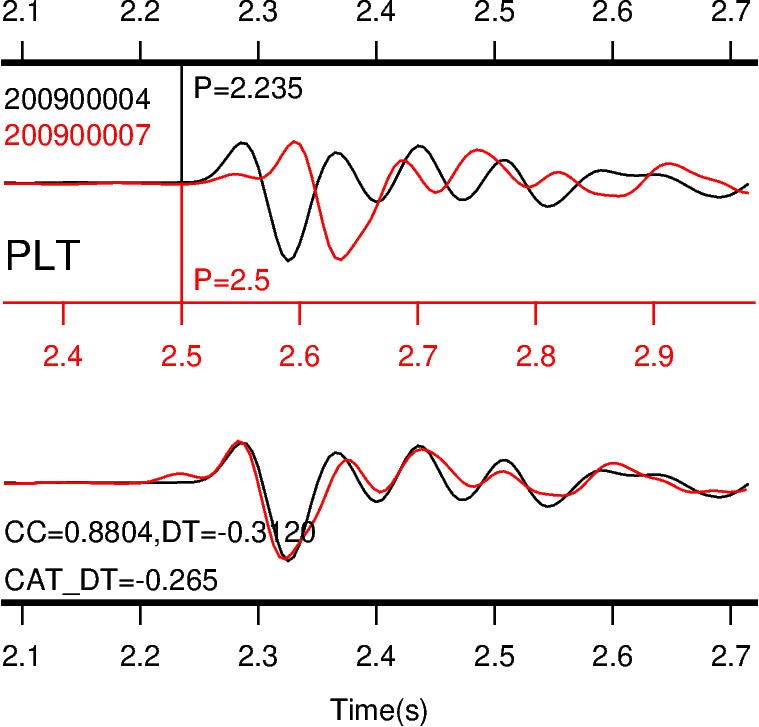 2.1 2.2 2.3 2.4 2.5 2.6 2.7
P=2.235
200900004
200900007
PLT
P=2.5
2.4 2.5 2.6 2.7 2.8 2.9
CC=0.8804,DT=-0.3120
CAT_DT=-0.265
2.1 2.2 2.3 2.4 2.5 2.6 2.7
Time(s)